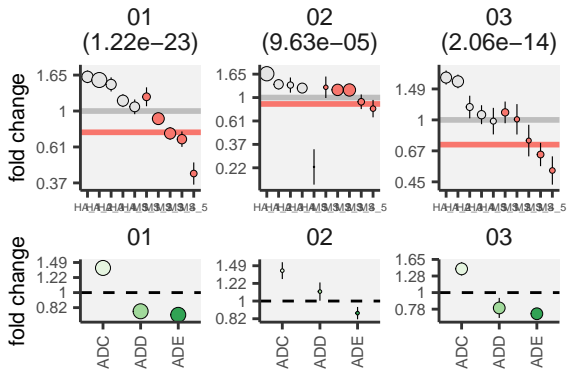 01 02 03
(1.22e−23) (9.63e−05) (2.06e−14)
fold change
1.65 1.65
1.49
1 1 1
0.61 0.61 0.67
0.37 0.22 0.45
01 02 03
fold change
1.49 1.49 1.65
1.22 1.22 1.28
1 1 1
0.82 0.82 0.78
ADC ADD ADE ADC ADD ADE ADC ADD ADE